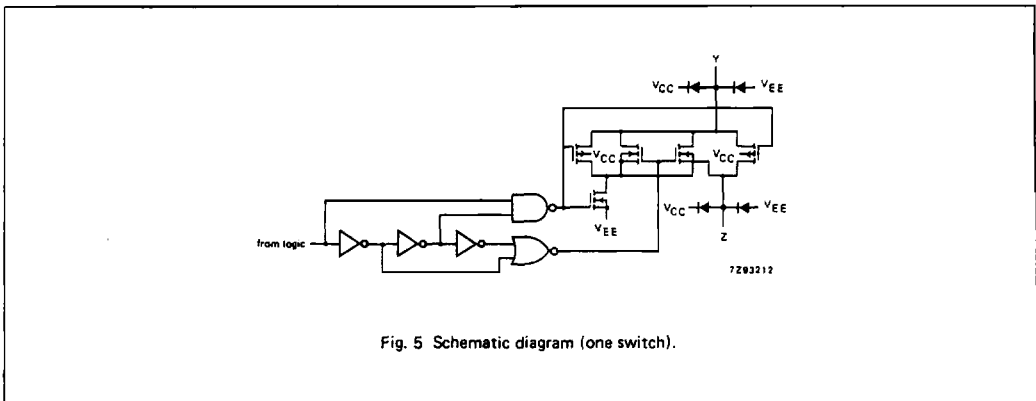 Y
VCC VEE
VCC VCC
VCC VEE
VEE
Z
from logic
7Z93212
Fig. 5 Schematic diagram (one switch).